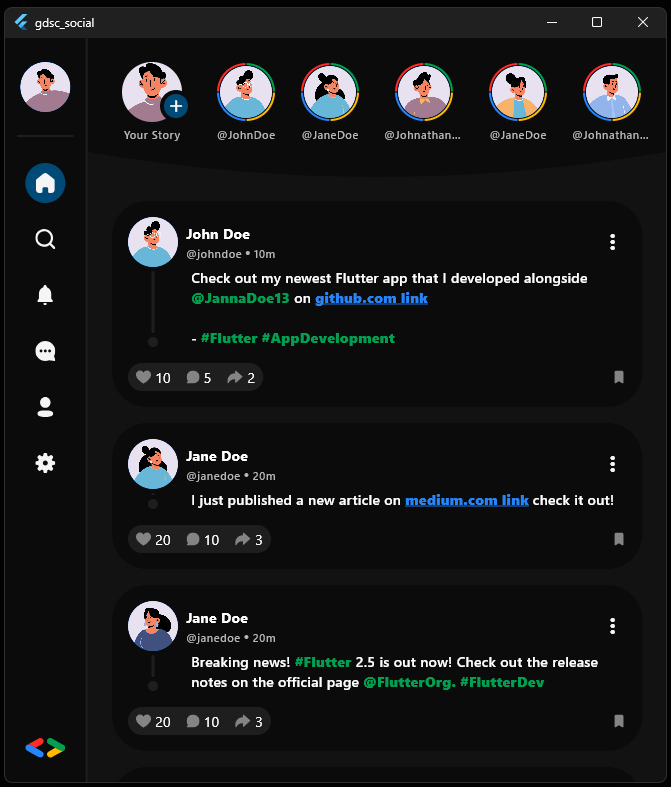 gdsc_social
Your Story
@JohnDoe
@JaneDoe
@Johnathan...
@JaneDoe
@Johnathan...
John Doe
@johndoe • 10m
Check out my newest Flutter app that I developed alongside
@JannaDoe13 on github.com link
- #Flutter #AppDevelopment
10 5 2
Jane Doe
@janedoe • 20m
I just published a new article on medium.com link check it out!
20 10 3
Jane Doe
@janedoe • 20m
Breaking news! #Flutter 2.5 is out now! Check out the release
notes on the official page @FlutterOrg. #FlutterDev
20 10 3